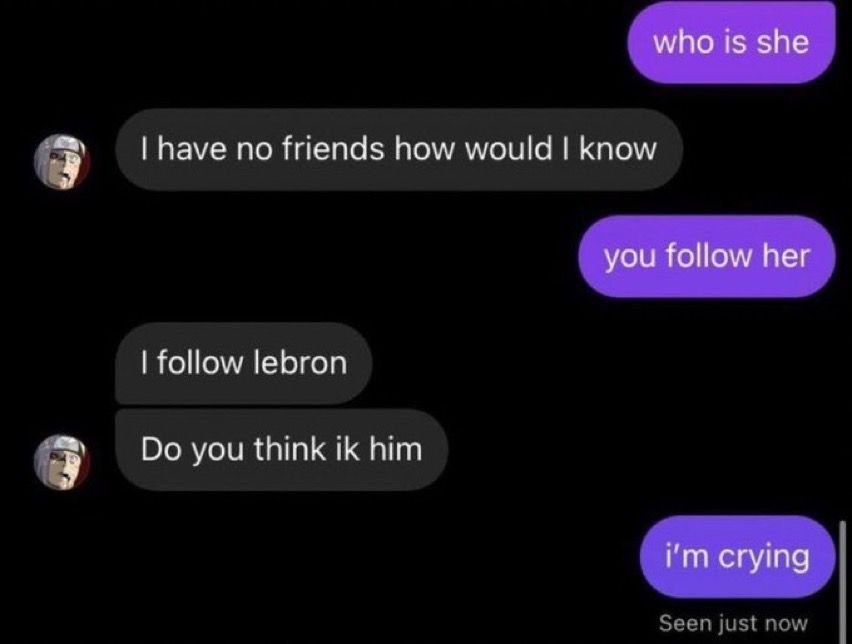 who is she
I have no friends how would I know
you follow her
I follow lebron
Do you think ik him
i'm crying
Seen just now